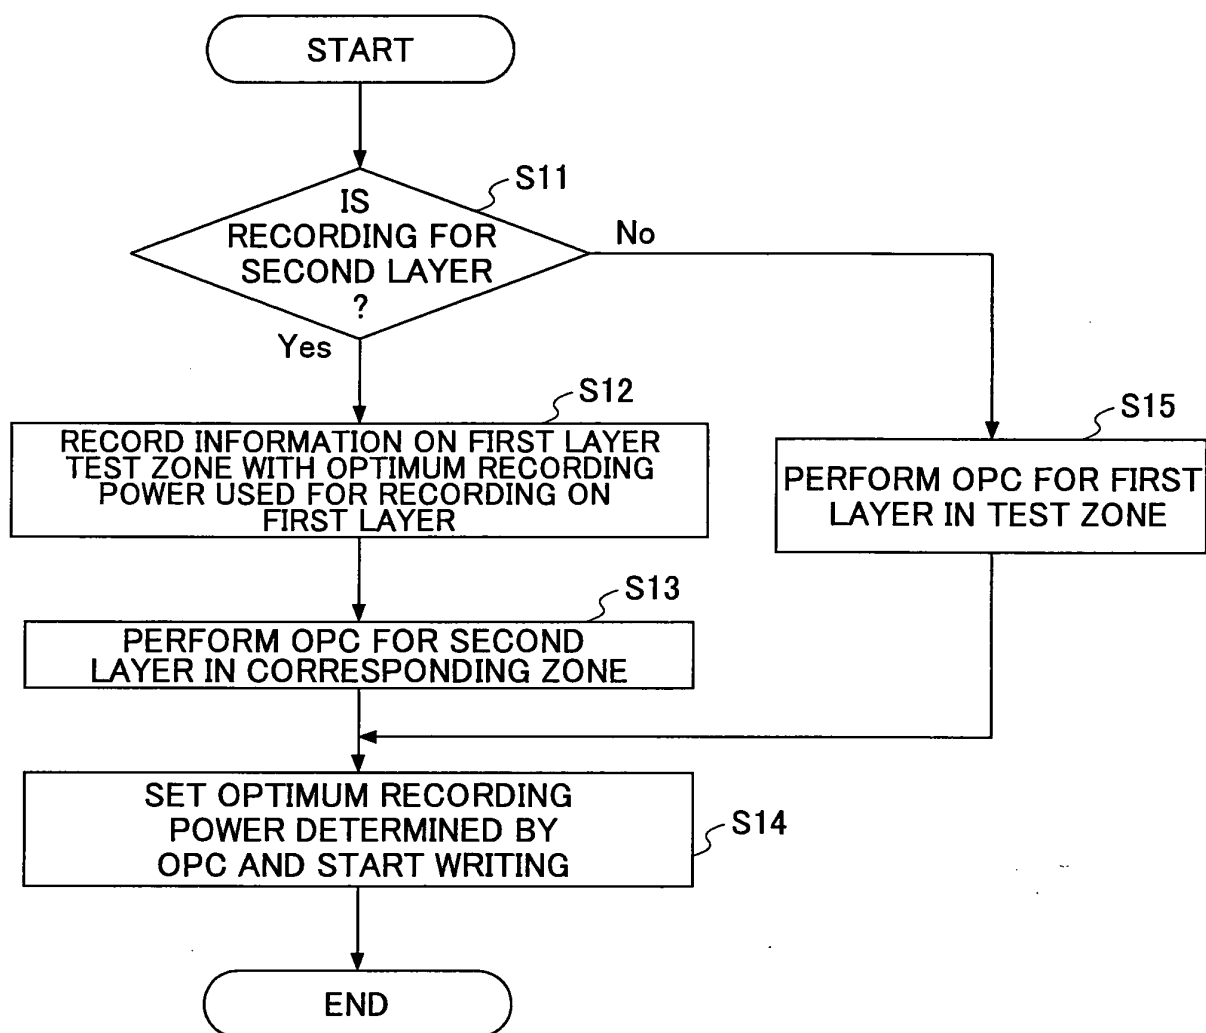 START
S11
IS
RECORDING FOR
SECOND LAYER
?
No
Yes
S12
RECORD INFORMATION ON FIRST LAYER
TEST ZONE WITH OPTIMUM RECORDING
POWER USED FOR RECORDING ON
FIRST LAYER
S15
PERFORM OPC FOR FIRST
LAYER IN TEST ZONE
S13
PERFORM OPC FOR SECOND
LAYER IN CORRESPONDING ZONE
S14
SET OPTIMUM RECORDING
POWER DETERMINED BY
OPC AND START WRITING
END